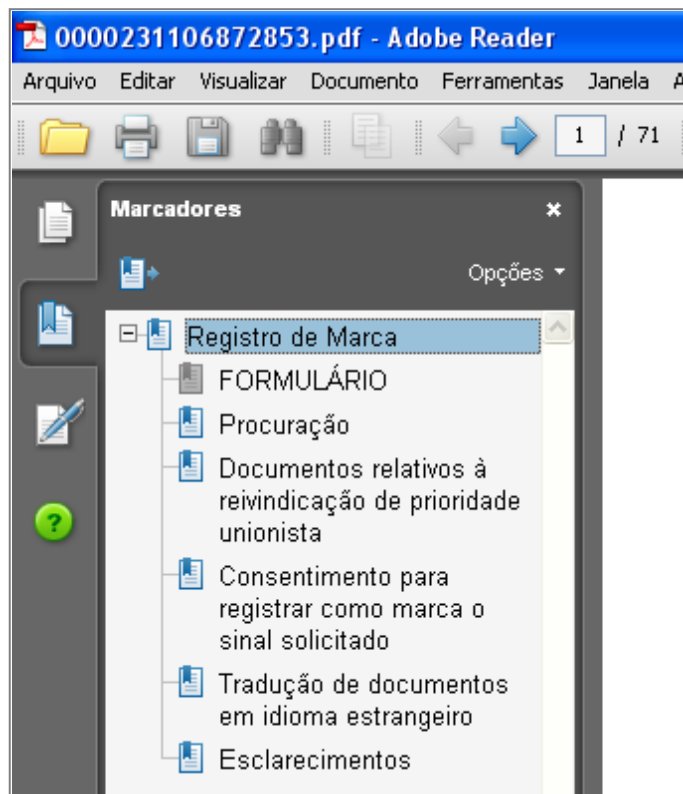 0000231106872853.pdf - Adobe Reader
Arquivo Editar Visualizar Documento Ferramentas Janela A
1 / 71
Marcadores
Opções
Registro de Marca
FORMULÁRIO
Procuração
Documentos relativos à
reivindicação de prioridade
unionista
Consentimento para
registrar como marca o
sinal solicitado
Tradução de documentos
em idioma estrangeiro
Esclarecimentos